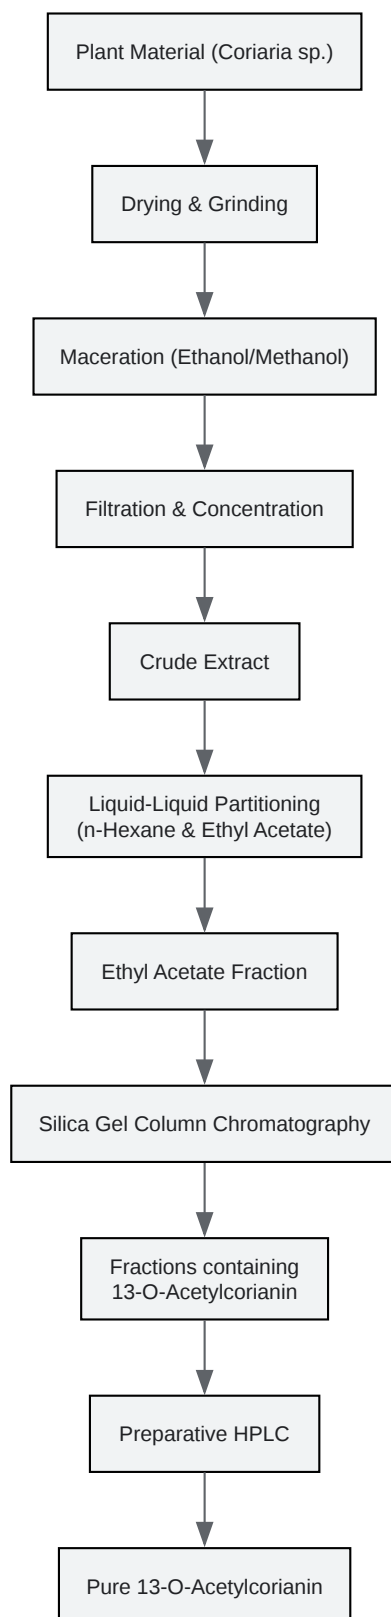 Plant Material (Coriaria sp.)
Drying & Grinding
Maceration (Ethanol/Methanol)
Filtration & Concentration
Crude Extract
Liquid-Liquid Partitioning
(n-Hexane & Ethyl Acetate)
Ethyl Acetate Fraction
Silica Gel Column Chromatography
Fractions containing
13-O-Acetylcorianin
Preparative HPLC
Pure 13-O-Acetylcorianin